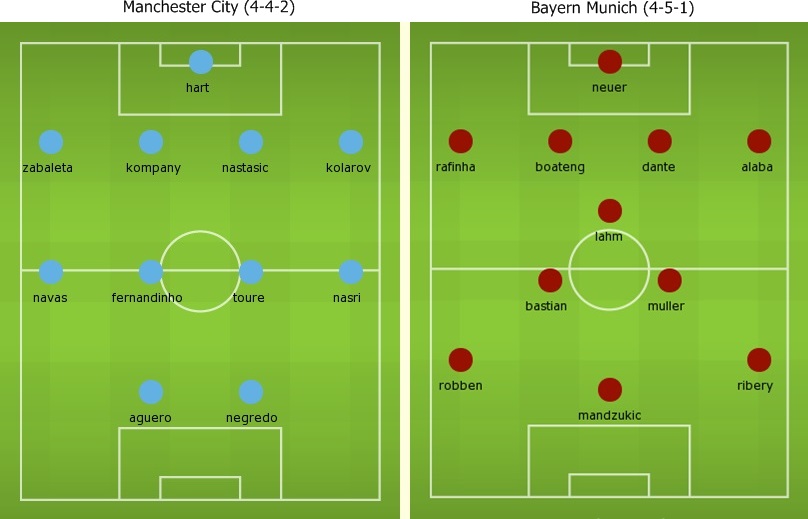 Manchester City (4-4-2)
hart
zabaleta kompany nastasic kolarov
navas fernandinho toure nasri
aguero negredo
Bayern Munich (4-5-1)
neuer
rafinha boateng dante alaba
lahm
bastian muller
robben ribery
mandzukic